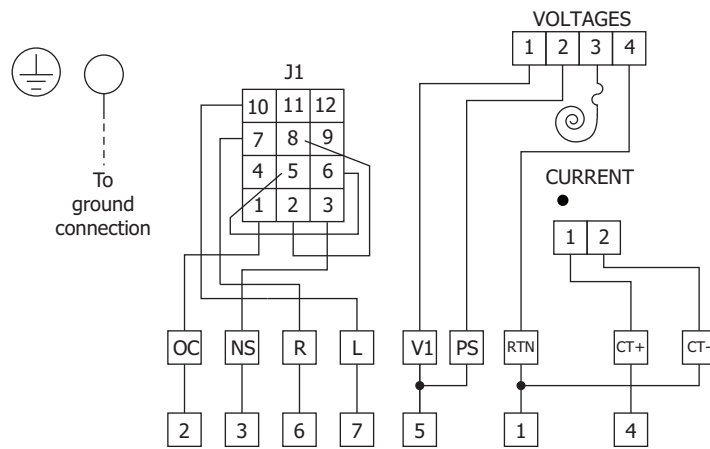 VOLTAGES
1 2 3 4
J1
10 11 12
7 8 9
4 5 6
1 2 3
To
ground
connection
CURRENT
1 2
OC NS R L V1 PS RTN CT+ CT-
2 3 6 7 5 1 4